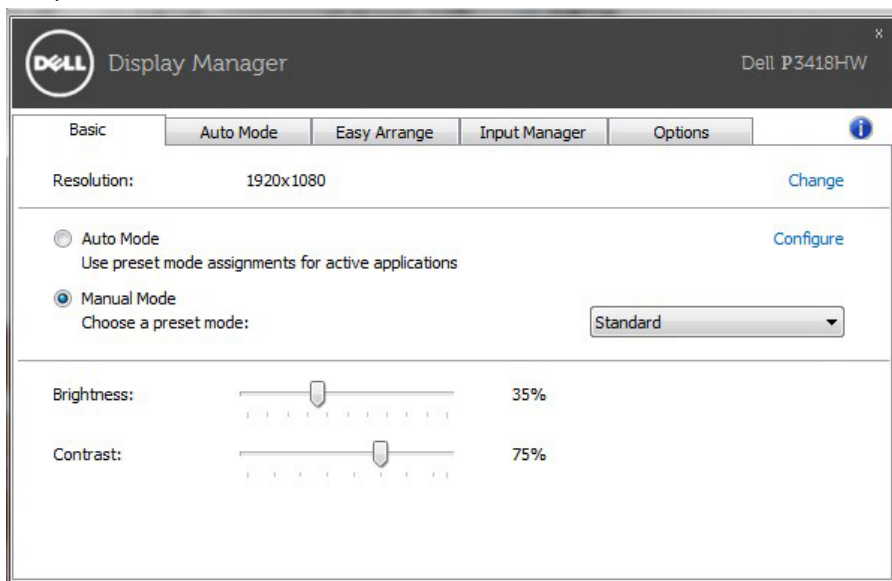 DELL Display Manager
x
Dell P3418HW
Basic Auto Mode Easy Arrange Input Manager Options
Resolution: 1920x1080 Change
Auto Mode Configure
Use preset mode assignments for active applications
Manual Mode
Choose a preset mode: Standard
Brightness: 35%
Contrast: 75%